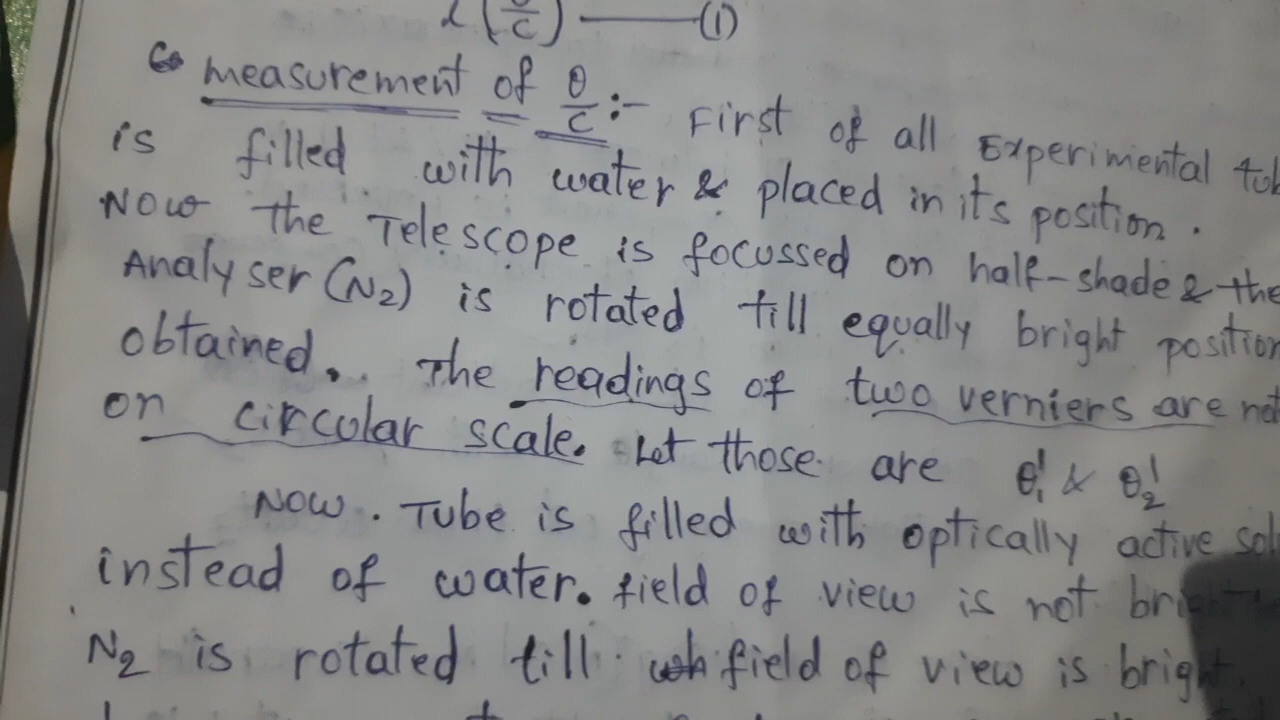 (θ/c) ——— (1)
measurement of θ/c :- First of all Experimental
is filled with water & placed in its position.
Now the Telescope is focussed on half-shade & the
Analyser (N₂) is rotated till equally bright position
obtained. The readings of two verniers are
on circular scale. Let those are θ₁' & θ₂'
Now. Tube is filled with optically active
instead of water. field of view is not
N₂ is rotated till field of view is bright